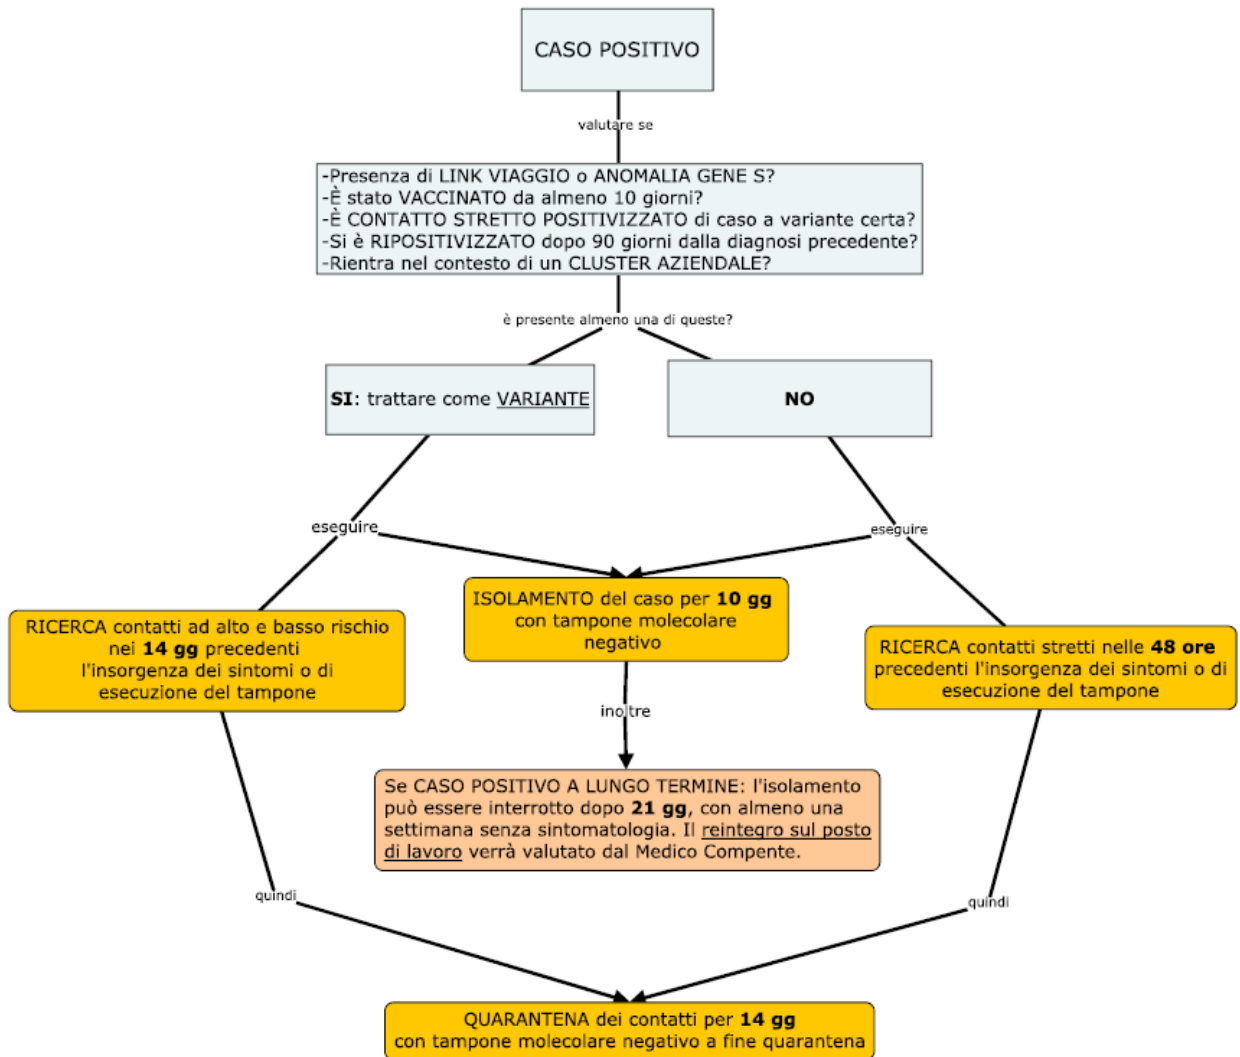 CASO POSITIVO
valutare se
-Presenza di LINK VIAGGIO o ANOMALIA GENE S?
-È stato VACCINATO da almeno 10 giorni?
-È CONTATTO STRETTO POSITIVIZZATO di caso a variante certa?
-Si è RIPOSITIVIZZATO dopo 90 giorni dalla diagnosi precedente?
-Rientra nel contesto di un CLUSTER AZIENDALE?
è presente almeno una di queste?
SI: trattare come VARIANTE
NO
eseguire
eseguire
RICERCA contatti ad alto e basso rischio
nei 14 gg precedenti
l'insorgenza dei sintomi o di
esecuzione del tampone
ISOLAMENTO del caso per 10 gg
con tampone molecolare
negativo
RICERCA contatti stretti nelle 48 ore
precedenti l'insorgenza dei sintomi o di
esecuzione del tampone
inoltre
Se CASO POSITIVO A LUNGO TERMINE: l'isolamento
può essere interrotto dopo 21 gg, con almeno una
settimana senza sintomatologia. Il reintegro sul posto
di lavoro verrà valutato dal Medico Compente.
quindi
quindi
QUARANTENA dei contatti per 14 gg
con tampone molecolare negativo a fine quarantena